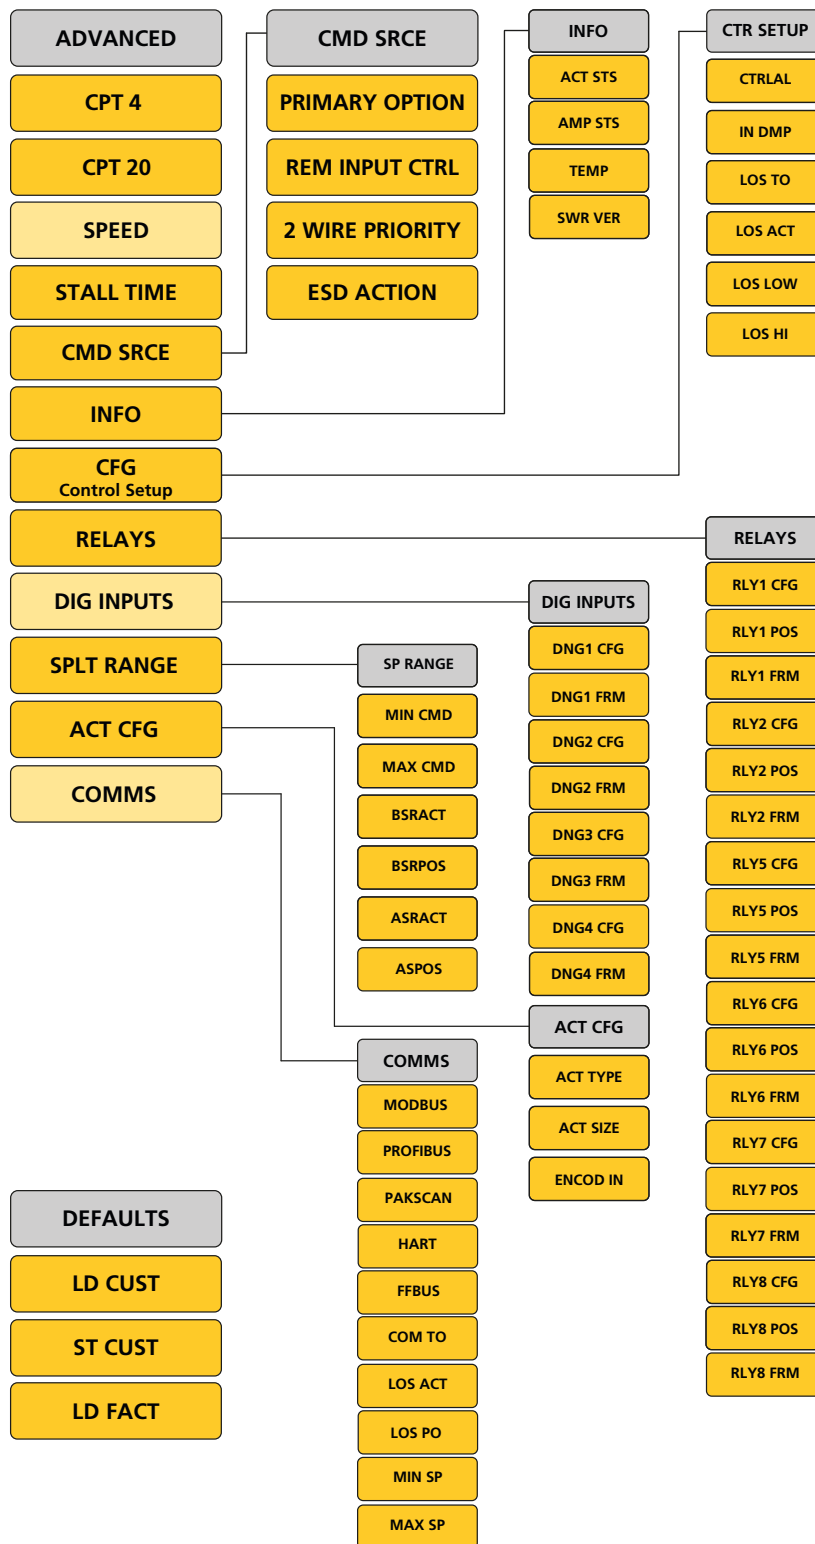 ADVANCED
CPT 4
CPT 20
SPEED
STALL TIME
CMD SRCE
INFO
CFG
Control Setup
RELAYS
DIG INPUTS
SPLT RANGE
ACT CFG
COMMS
CMD SRCE
PRIMARY OPTION
REM INPUT CTRL
2 WIRE PRIORITY
ESD ACTION
INFO
ACT STS
AMP STS
TEMP
SWR VER
CTR SETUP
CTRLAL
IN DMP
LOS TO
LOS ACT
LOS LOW
LOS HI
RELAYS
RLY1 CFG
RLY1 POS
RLY1 FRM
RLY2 CFG
RLY2 POS
RLY2 FRM
RLY5 CFG
RLY5 POS
RLY5 FRM
RLY6 CFG
RLY6 POS
RLY6 FRM
RLY7 CFG
RLY7 POS
RLY7 FRM
RLY8 CFG
RLY8 POS
RLY8 FRM
DIG INPUTS
DNG1 CFG
DNG1 FRM
DNG2 CFG
DNG2 FRM
DNG3 CFG
DNG3 FRM
DNG4 CFG
DNG4 FRM
SP RANGE
MIN CMD
MAX CMD
BSRACT
BSRPOS
ASRACT
ASPOS
ACT CFG
ACT TYPE
ACT SIZE
ENCOD IN
COMMS
MODBUS
PROFIBUS
PAKSCAN
HART
FFBUS
COM TO
LOS ACT
LOS PO
MIN SP
MAX SP
DEFAULTS
LD CUST
ST CUST
LD FACT